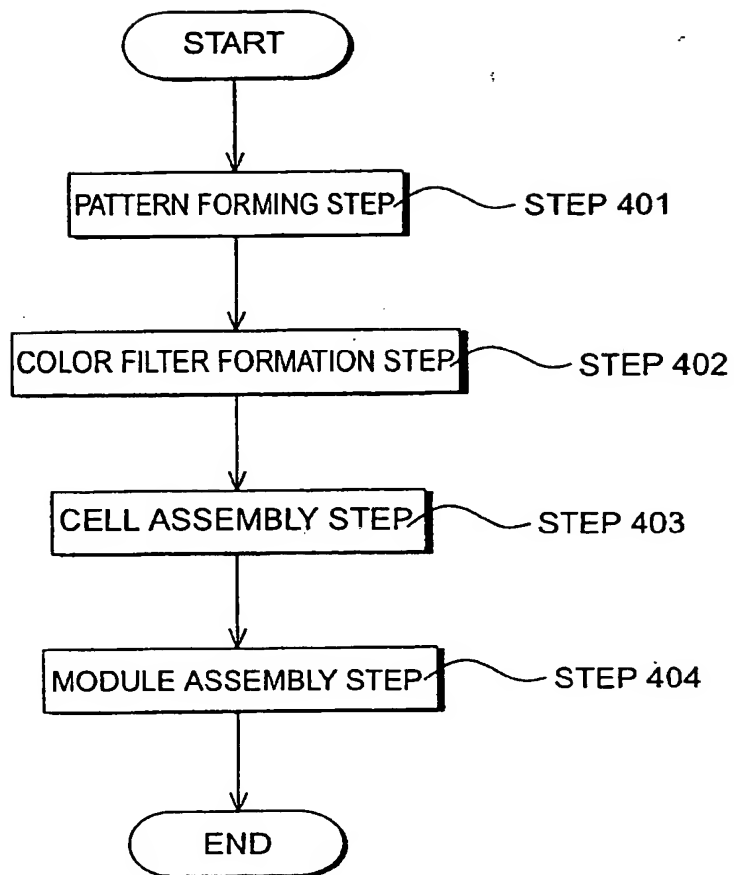 START
PATTERN FORMING STEP
STEP 401
COLOR FILTER FORMATION STEP
STEP 402
CELL ASSEMBLY STEP
STEP 403
MODULE ASSEMBLY STEP
STEP 404
END